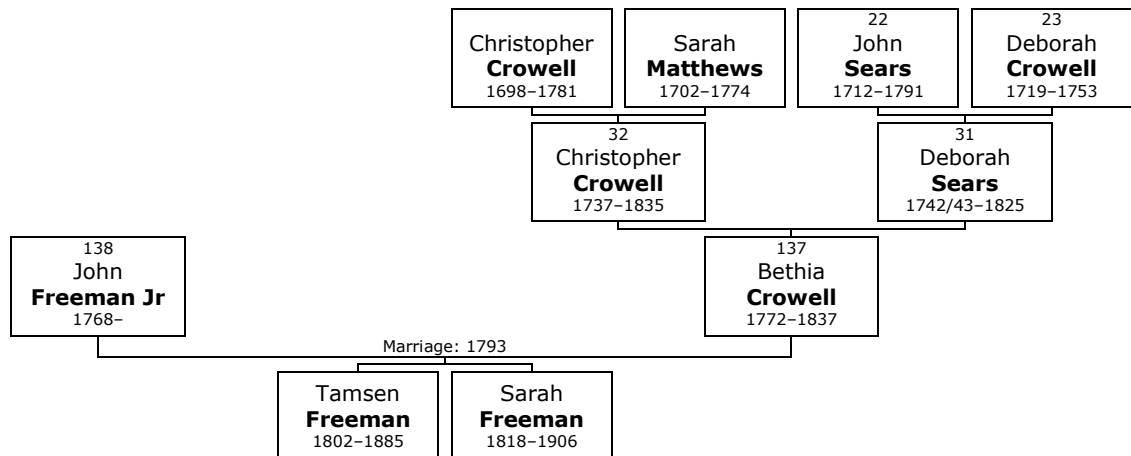 Christopher
Crowell
1698–1781
Sarah
Matthews
1702–1774
22
John
Sears
1712–1791
23
Deborah
Crowell
1719–1753
32
Christopher
Crowell
1737–1835
31
Deborah
Sears
1742/43–1825
138
John
Freeman Jr
1768–
137
Bethia
Crowell
1772–1837
Marriage: 1793
Tamsen
Freeman
1802–1885
Sarah
Freeman
1818–1906